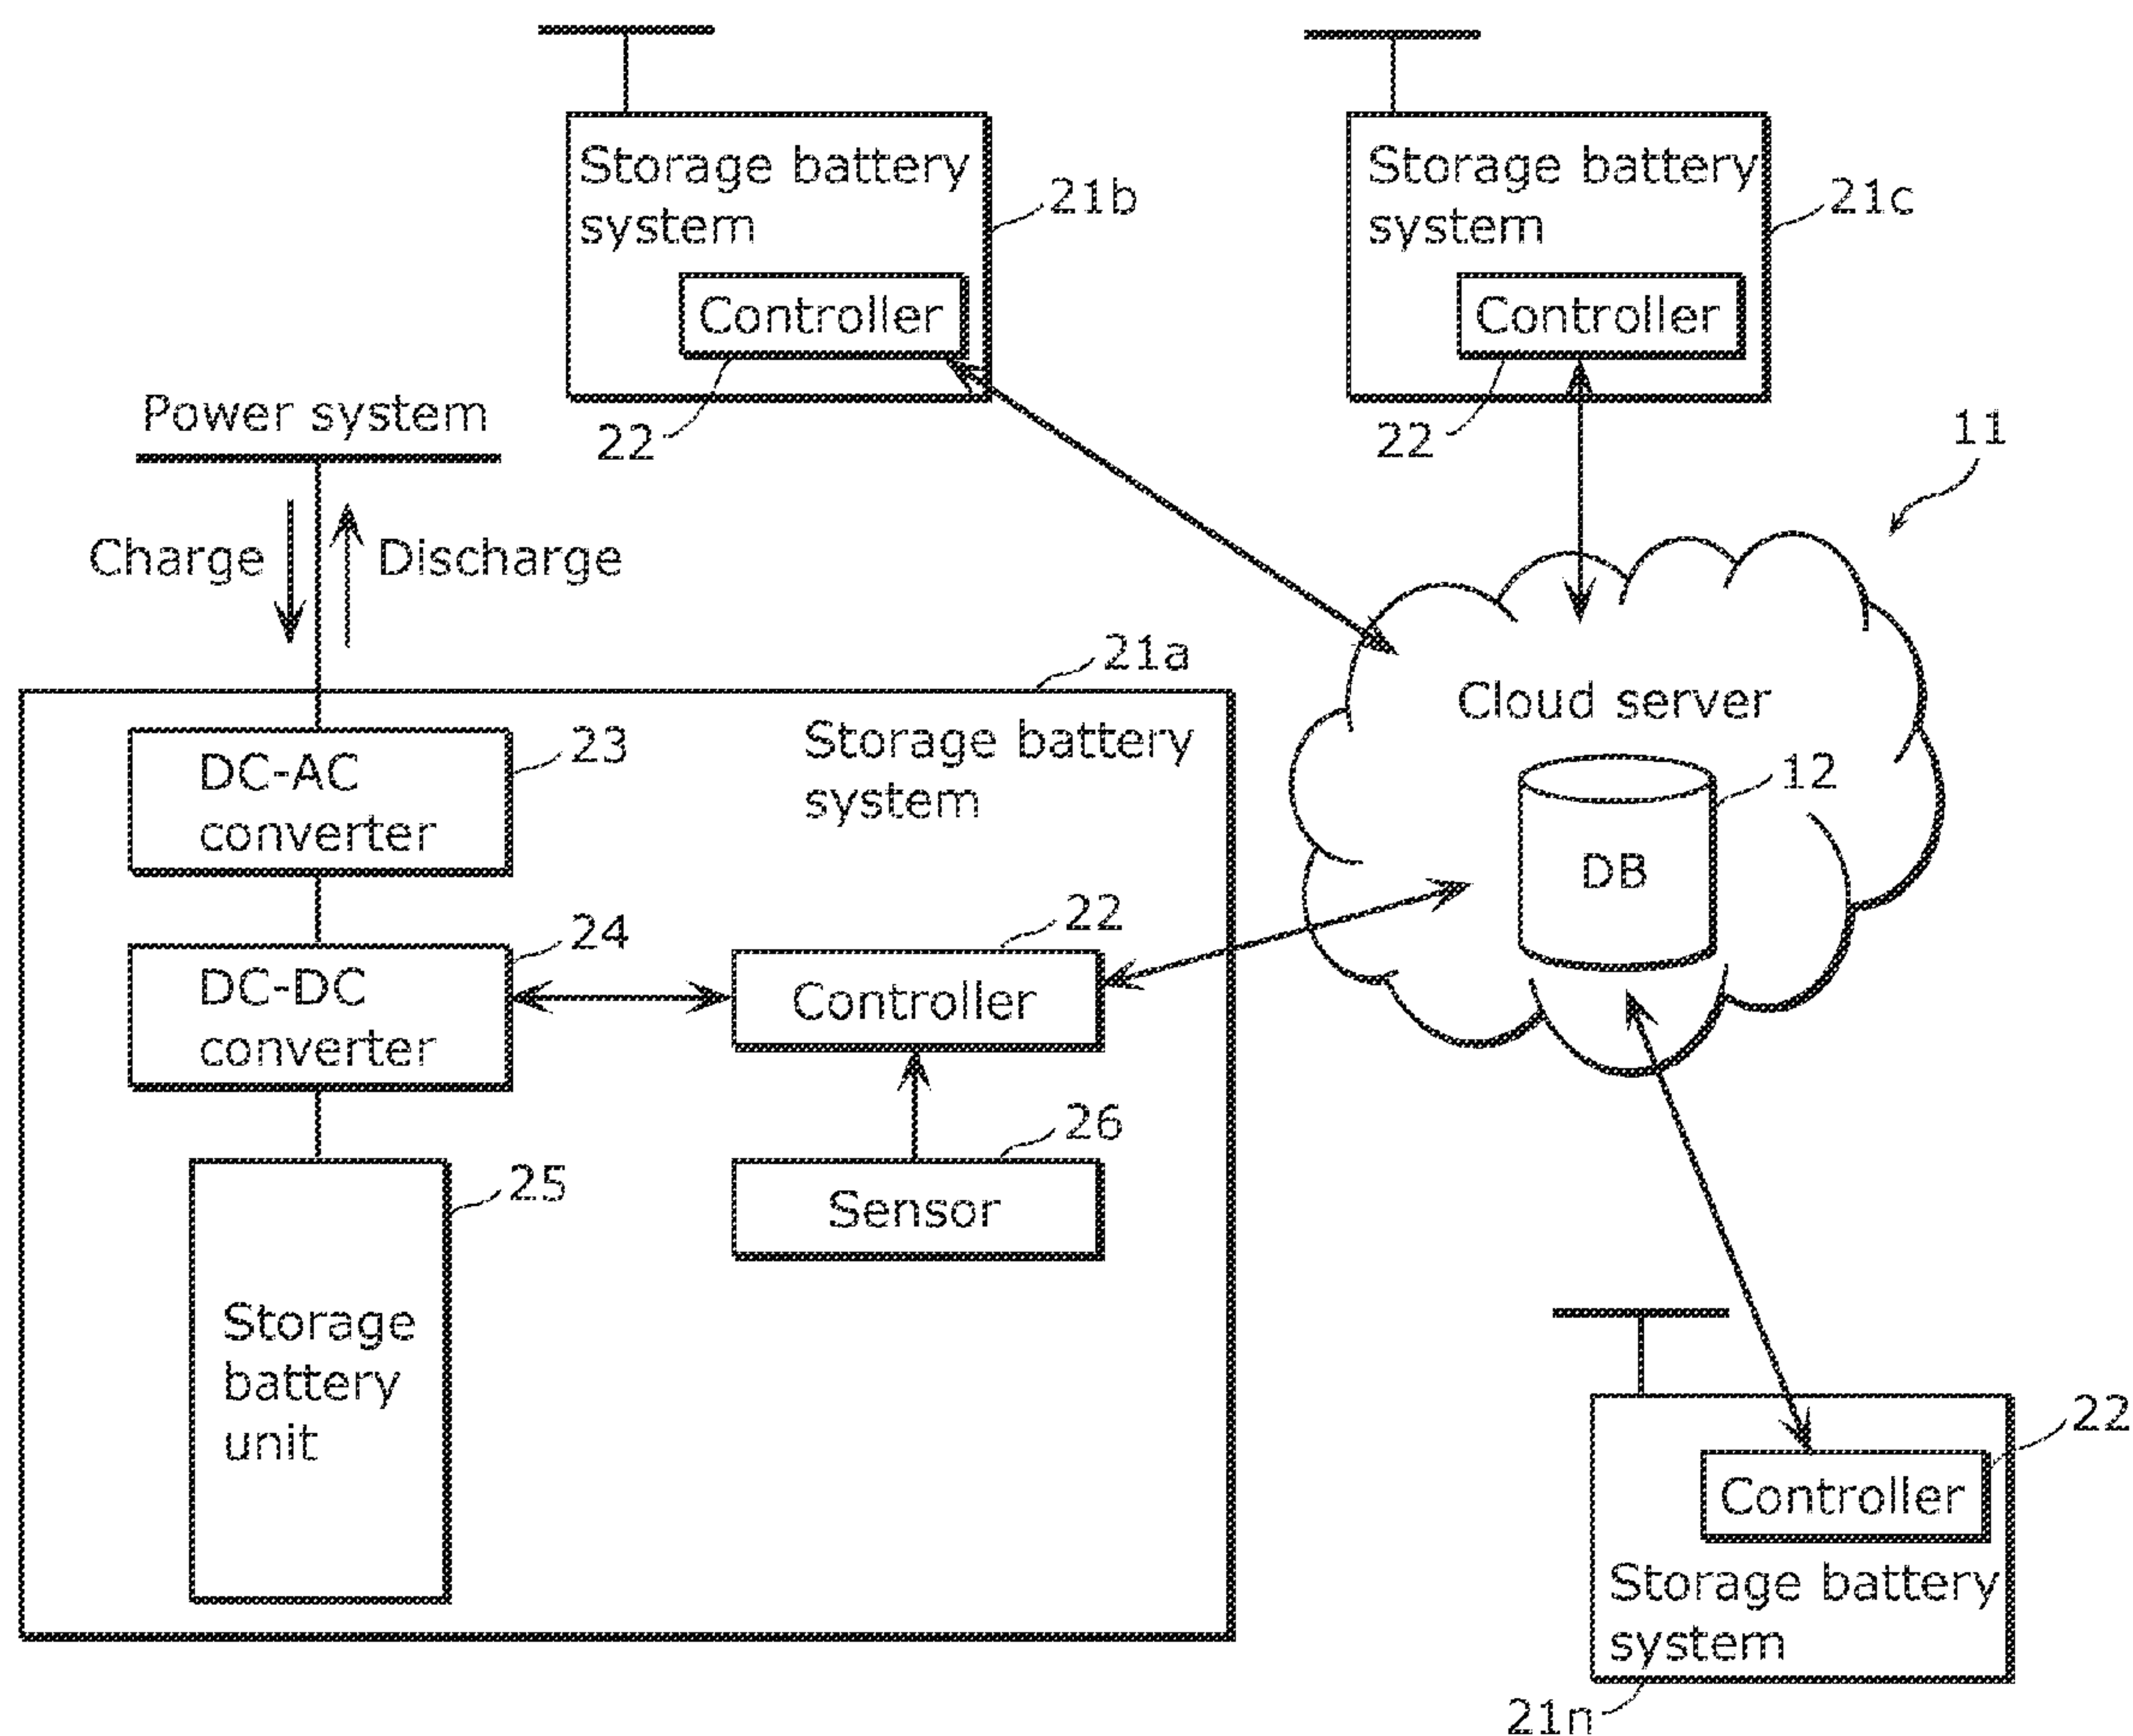 Storage battery
system
21b
Controller
22
Storage battery
system
21c
Controller
22
Power system
Charge
Discharge
11
Cloud server
12
DB
21a
Storage battery
system
DC-AC
converter
23
DC-DC
converter
24
22
Controller
26
Sensor
25
Storage
battery
unit
22
Controller
Storage battery
system
21n